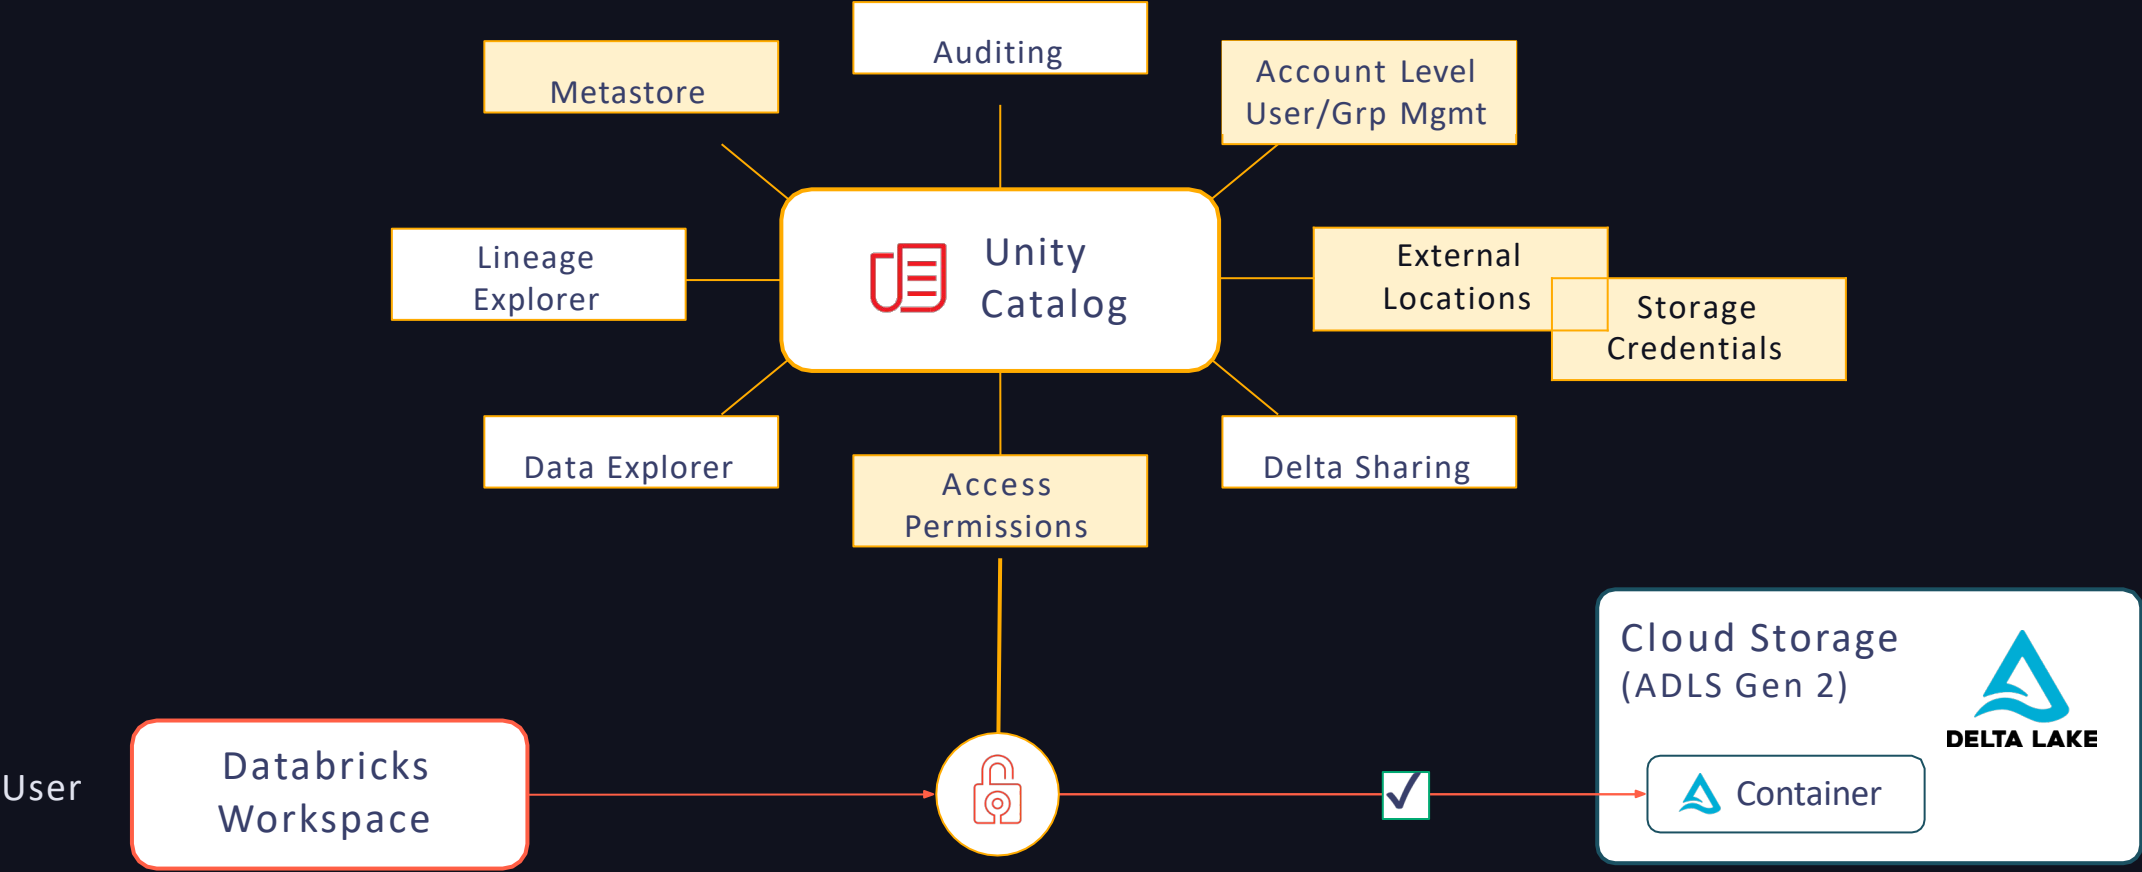 Auditing
Metastore
Account Level
User/Grp Mgmt
Lineage
Explorer
Unity
Catalog
External
Locations
Storage
Credentials
Data Explorer
Access
Permissions
Delta Sharing
Cloud Storage
(ADLS Gen 2)
DELTA LAKE
User
Databricks
Workspace
Container